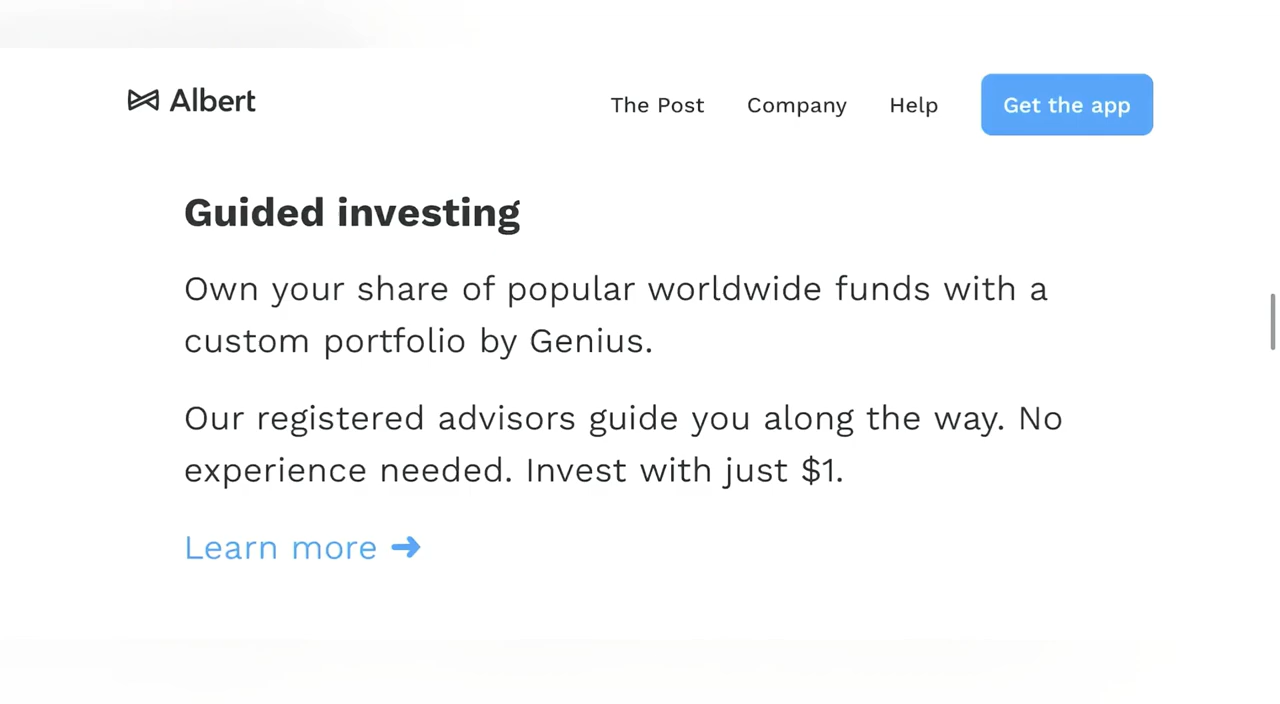 Albert
The Post Company Help Get the app
Guided investing
Own your share of popular worldwide funds with a
custom portfolio by Genius.
Our registered advisors guide you along the way. No
experience needed. Invest with just $1.
Learn more ➜